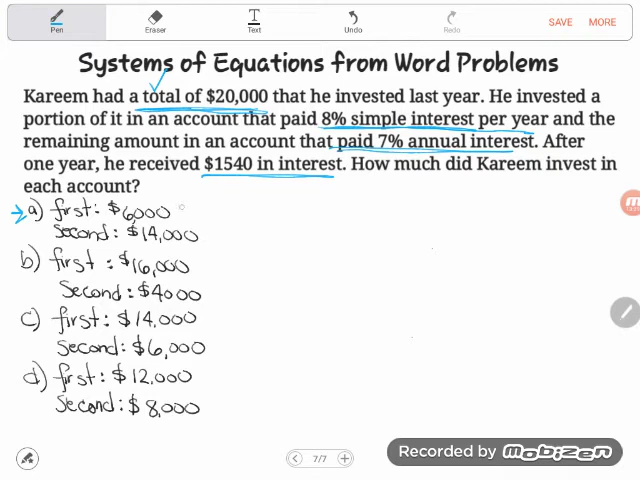 Pen Eraser Text Undo Redo SAVE MORE
Systems of Equations from Word Problems
Kareem had a total of $20,000 that he invested last year. He invested a
portion of it in an account that paid 8% simple interest per year and the
remaining amount in an account that paid 7% annual interest. After
one year, he received $1540 in interest. How much did Kareem invest in
each account?
a) first: $6,000
second: $14,000
b) first: $16,000
Second: $4000
c) first: $14,000
second: $6,000
d) first: $12,000
Second: $8,000
7/7
Recorded by mobizen